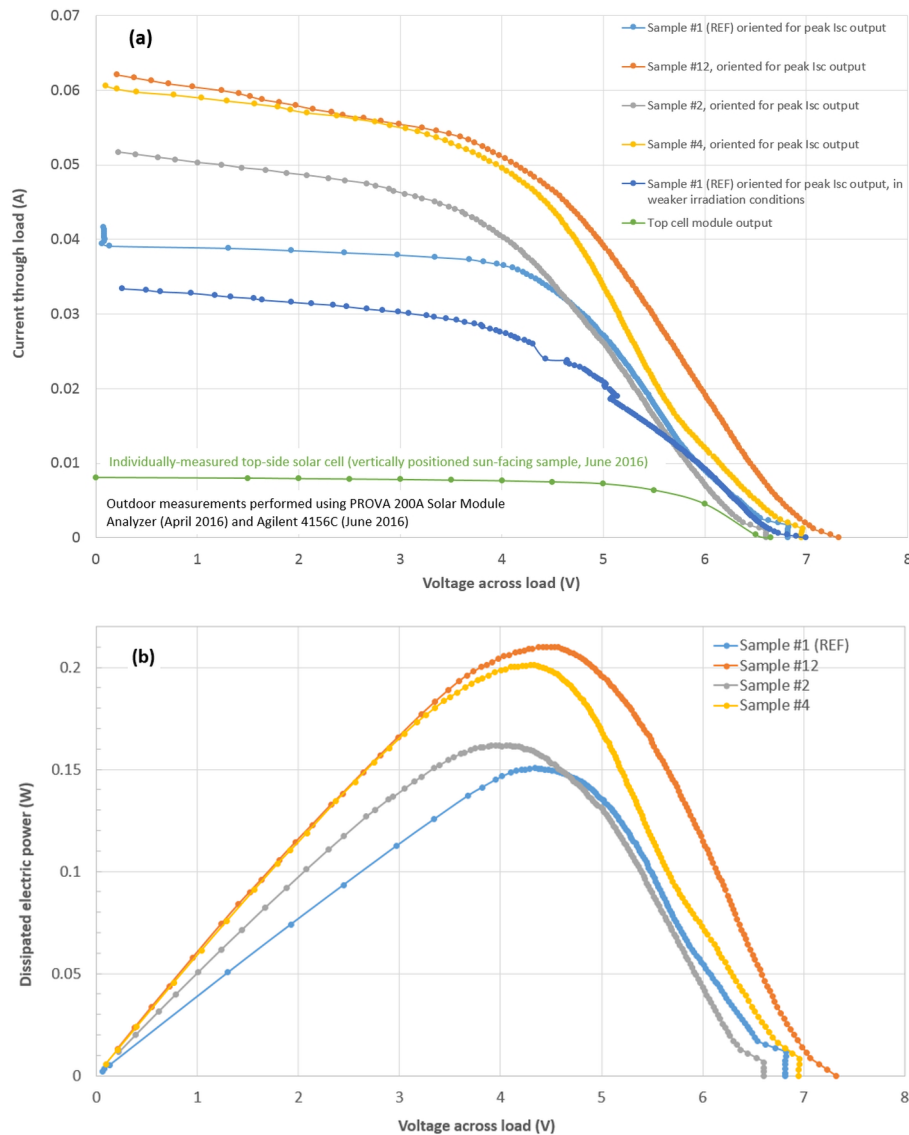 (a)
Sample #1 (REF) oriented for peak Isc output
Sample #12, oriented for peak Isc output
Sample #2, oriented for peak Isc output
Sample #4, oriented for peak Isc output
Sample #1 (REF) oriented for peak Isc output, in
weaker irradiation conditions
Top cell module output
0.07
0.06
0.05
0.04
0.03
0.02
0.01
0
Current through load (A)
Individually-measured top-side solar cell (vertically positioned sun-facing sample, June 2016)
Outdoor measurements performed using PROVA 200A Solar Module
Analyzer (April 2016) and Agilent 4156C (June 2016)
0 1 2 3 4 5 6 7 8
Voltage across load (V)
(b)
Sample #1 (REF)
Sample #12
Sample #2
Sample #4
0.2
0.15
0.1
0.05
0
Dissipated electric power (W)
0 1 2 3 4 5 6 7 8
Voltage across load (V)